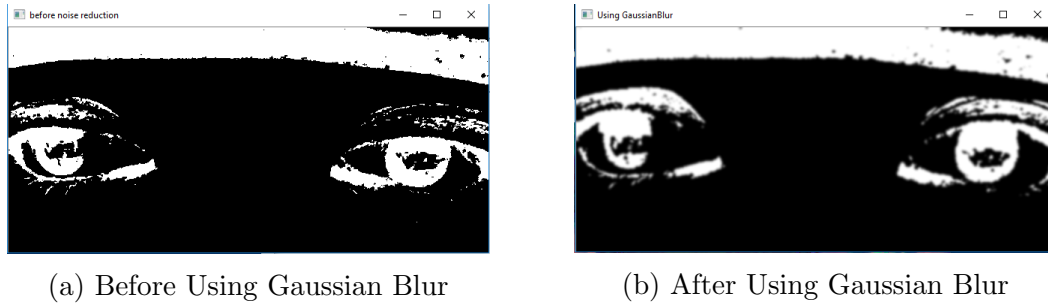 before noise reduction
Using GaussianBlur
(a) Before Using Gaussian Blur
(b) After Using Gaussian Blur